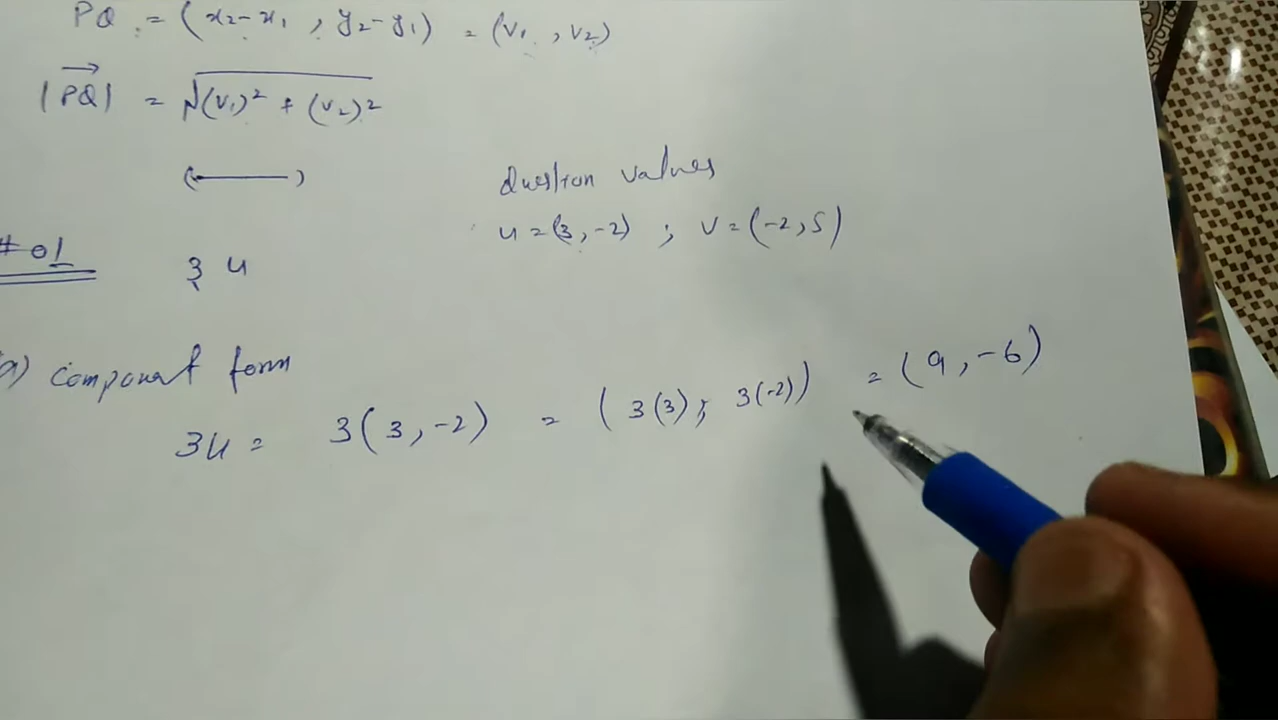 PQ = (x₂-x₁ , y₂-y₁) = (v₁ , v₂)
|PQ| = √(v₁)² + (v₂)²
Question values
u = (3, -2) ; v = (-2, 5)
# 01
3 u
a) Component form
3u = 3(3, -2) = (3(3), 3(-2)) = (9, -6)